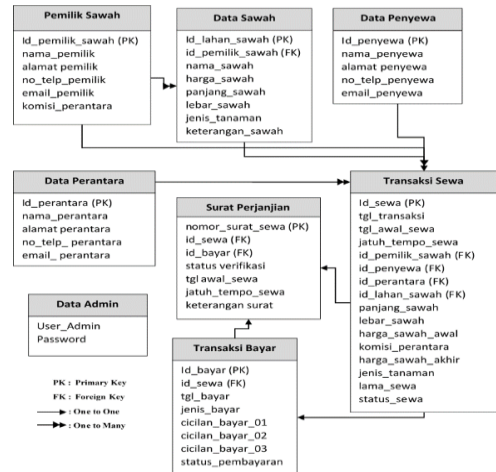 Pemilik Sawah
Id_pemilik_sawah (PK)
nama_pemilik
alamat pemilik
no_telp_pemilik
email_pemilik
komisi_perantara
Data Sawah
Id_lahan_sawah (PK)
id_pemilik_sawah (FK)
nama_sawah
harga_sawah
panjang_sawah
lebar_sawah
jenis_tanaman
keterangan_sawah
Data Penyewa
Id_penyewa (PK)
nama_penyewa
alamat penyewa
no_telp_penyewa
email_penyewa
Data Perantara
Id_perantara (PK)
nama_perantara
alamat perantara
no_telp_ perantara
email_ perantara
Surat Perjanjian
nomor_surat_sewa (PK)
id_sewa (FK)
id_bayar (FK)
status verifikasi
tgl awal_sewa
jatuh_tempo_sewa
keterangan surat
Transaksi Sewa
Id_sewa (PK)
tgl_transaksi
tgl_awal_sewa
jatuh_tempo_sewa
id_pemilik_sawah (FK)
id_penyewa (FK)
id_perantara (FK)
id_lahan_sawah (FK)
panjang_sawah
lebar_sawah
harga_sawah_awal
komisi_perantara
harga_sawah_akhir
jenis_tanaman
lama_sewa
status_sewa
Data Admin
User_Admin
Password
Transaksi Bayar
Id_bayar (PK)
id_sewa (FK)
tgl_bayar
jenis_bayar
cicilan_bayar_01
cicilan_bayar_02
cicilan_bayar_03
status_pembayaran
PK : Primary Key
FK : Foreign Key
: One to One
: One to Many